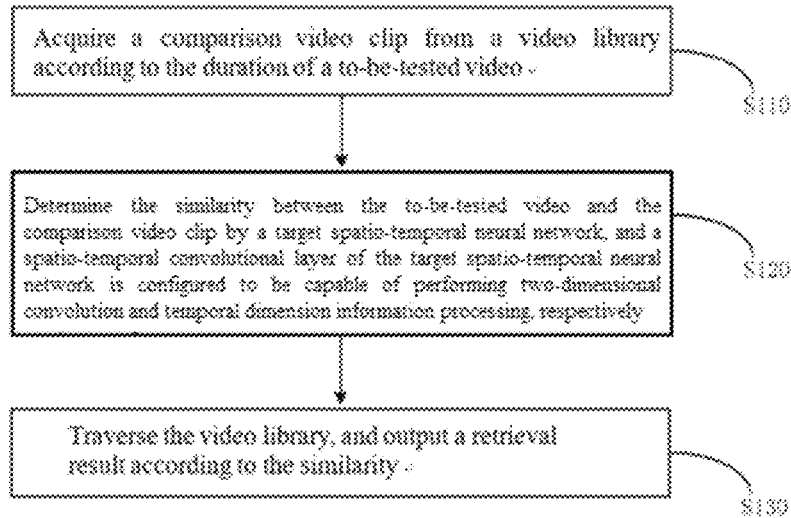 Acquire a comparison video clip from a video library
according to the duration of a to-be-tested video
S110
Determine the similarity between the to-be-tested video and the
comparison video clip by a target spatio-temporal neural network, and a
spatio-temporal convolutional layer of the target spatio-temporal neural
network is configured to be capable of performing two-dimensional
convolution and temporal dimension information processing, respectively
S120
Traverse the video library, and output a retrieval
result according to the similarity
S130